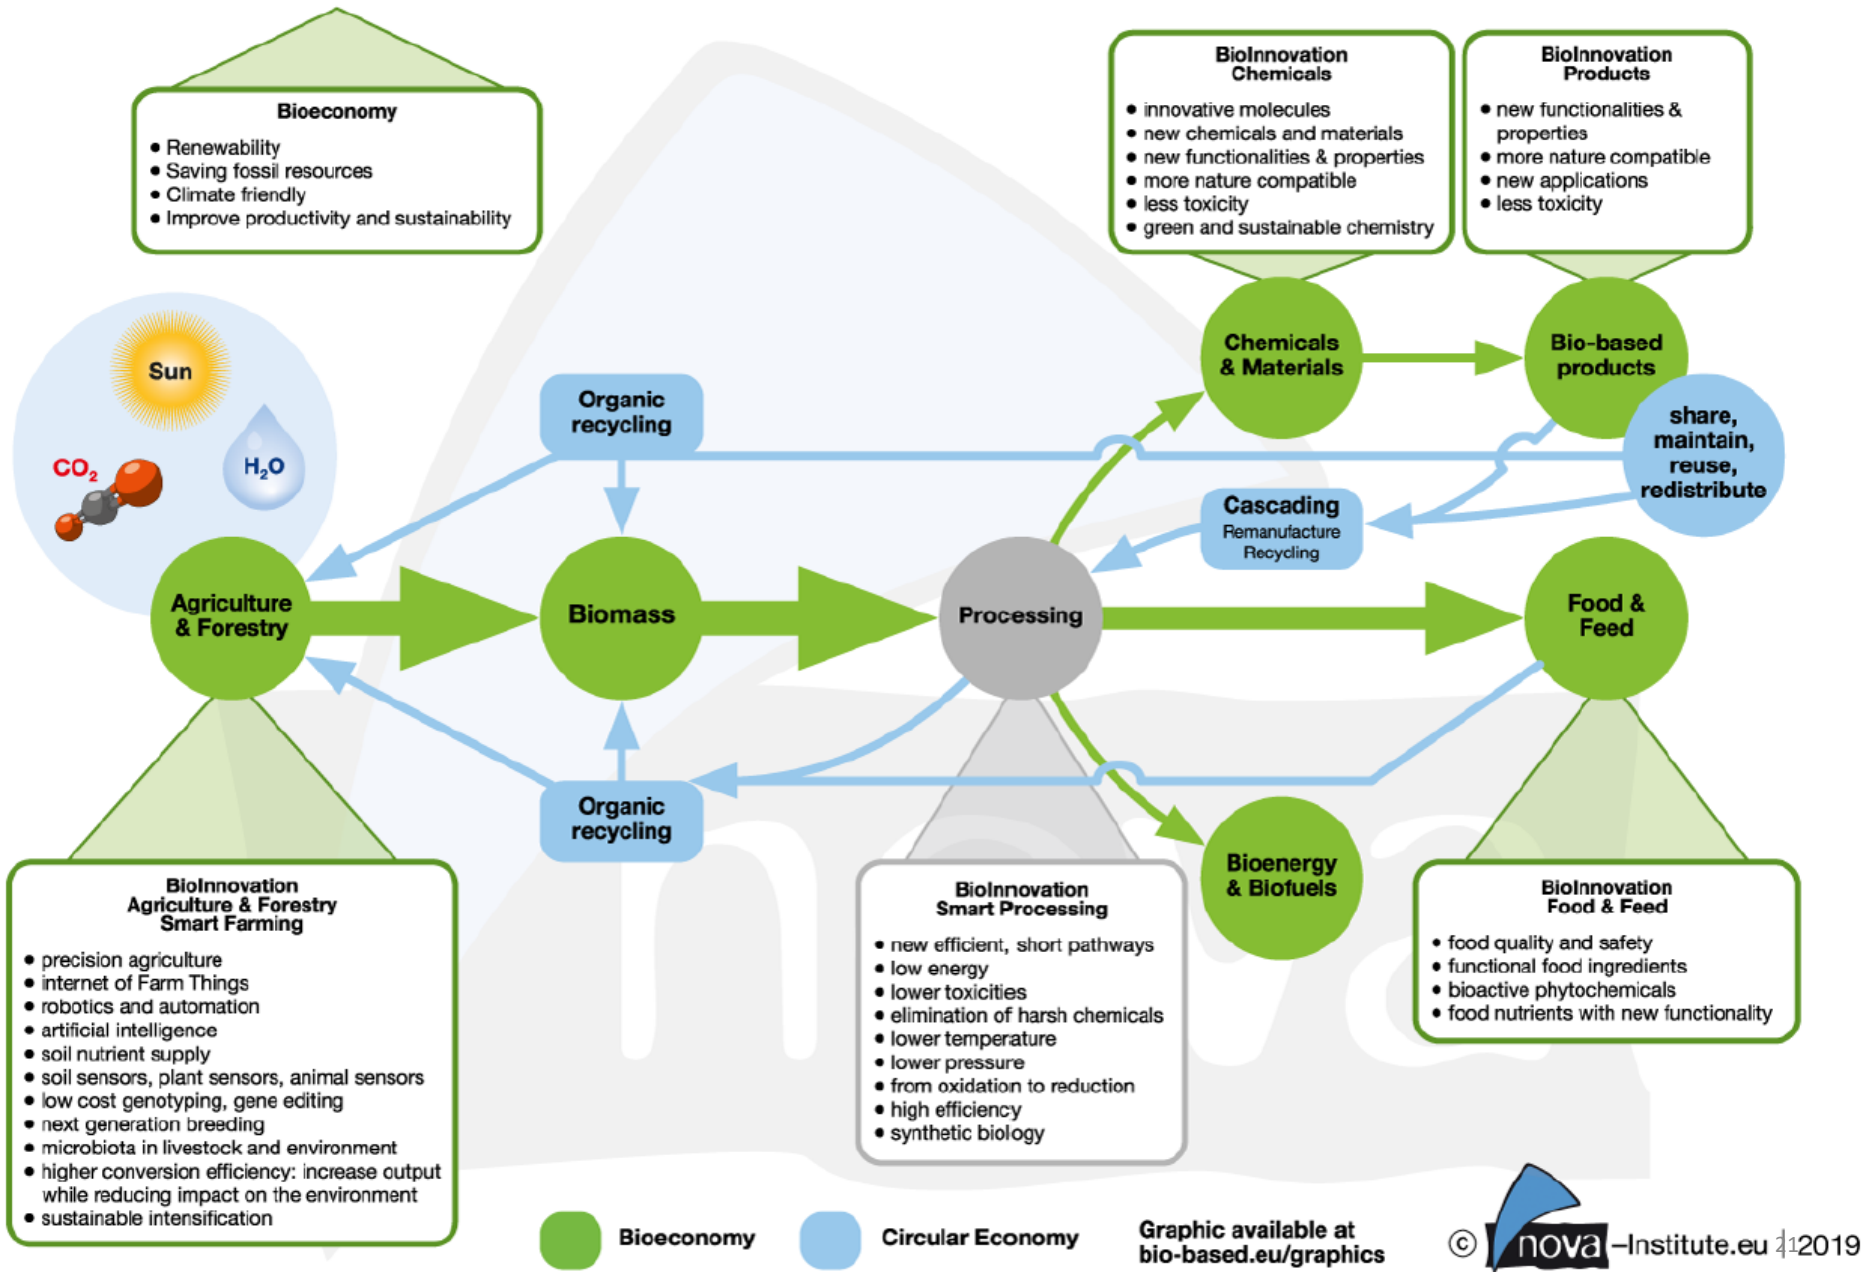 Bioeconomy
• Renewability
• Saving fossil resources
• Climate friendly
• Improve productivity and sustainability
BioInnovation
Chemicals
• innovative molecules
• new chemicals and materials
• new functionalities & properties
• more nature compatible
• less toxicity
• green and sustainable chemistry
BioInnovation
Products
• new functionalities &
properties
• more nature compatible
• new applications
• less toxicity
Sun
CO2
H2O
Organic
recycling
Chemicals
& Materials
Bio-based
products
share,
maintain,
reuse,
redistribute
Cascading
Remanufacture
Recycling
Agriculture
& Forestry
Biomass
Processing
Food &
Feed
Organic
recycling
Bioenergy
& Biofuels
BioInnovation
Agriculture & Forestry
Smart Farming
• precision agriculture
• internet of Farm Things
• robotics and automation
• artificial intelligence
• soil nutrient supply
• soil sensors, plant sensors, animal sensors
• low cost genotyping, gene editing
• next generation breeding
• microbiota in livestock and environment
• higher conversion efficiency: increase output
while reducing impact on the environment
• sustainable intensification
BioInnovation
Smart Processing
• new efficient, short pathways
• low energy
• lower toxicities
• elimination of harsh chemicals
• lower temperature
• lower pressure
• from oxidation to reduction
• high efficiency
• synthetic biology
BioInnovation
Food & Feed
• food quality and safety
• functional food ingredients
• bioactive phytochemicals
• food nutrients with new functionality
nova
Bioeconomy
Circular Economy
Graphic available at
bio-based.eu/graphics
© nova-Institute.eu | 2019
21